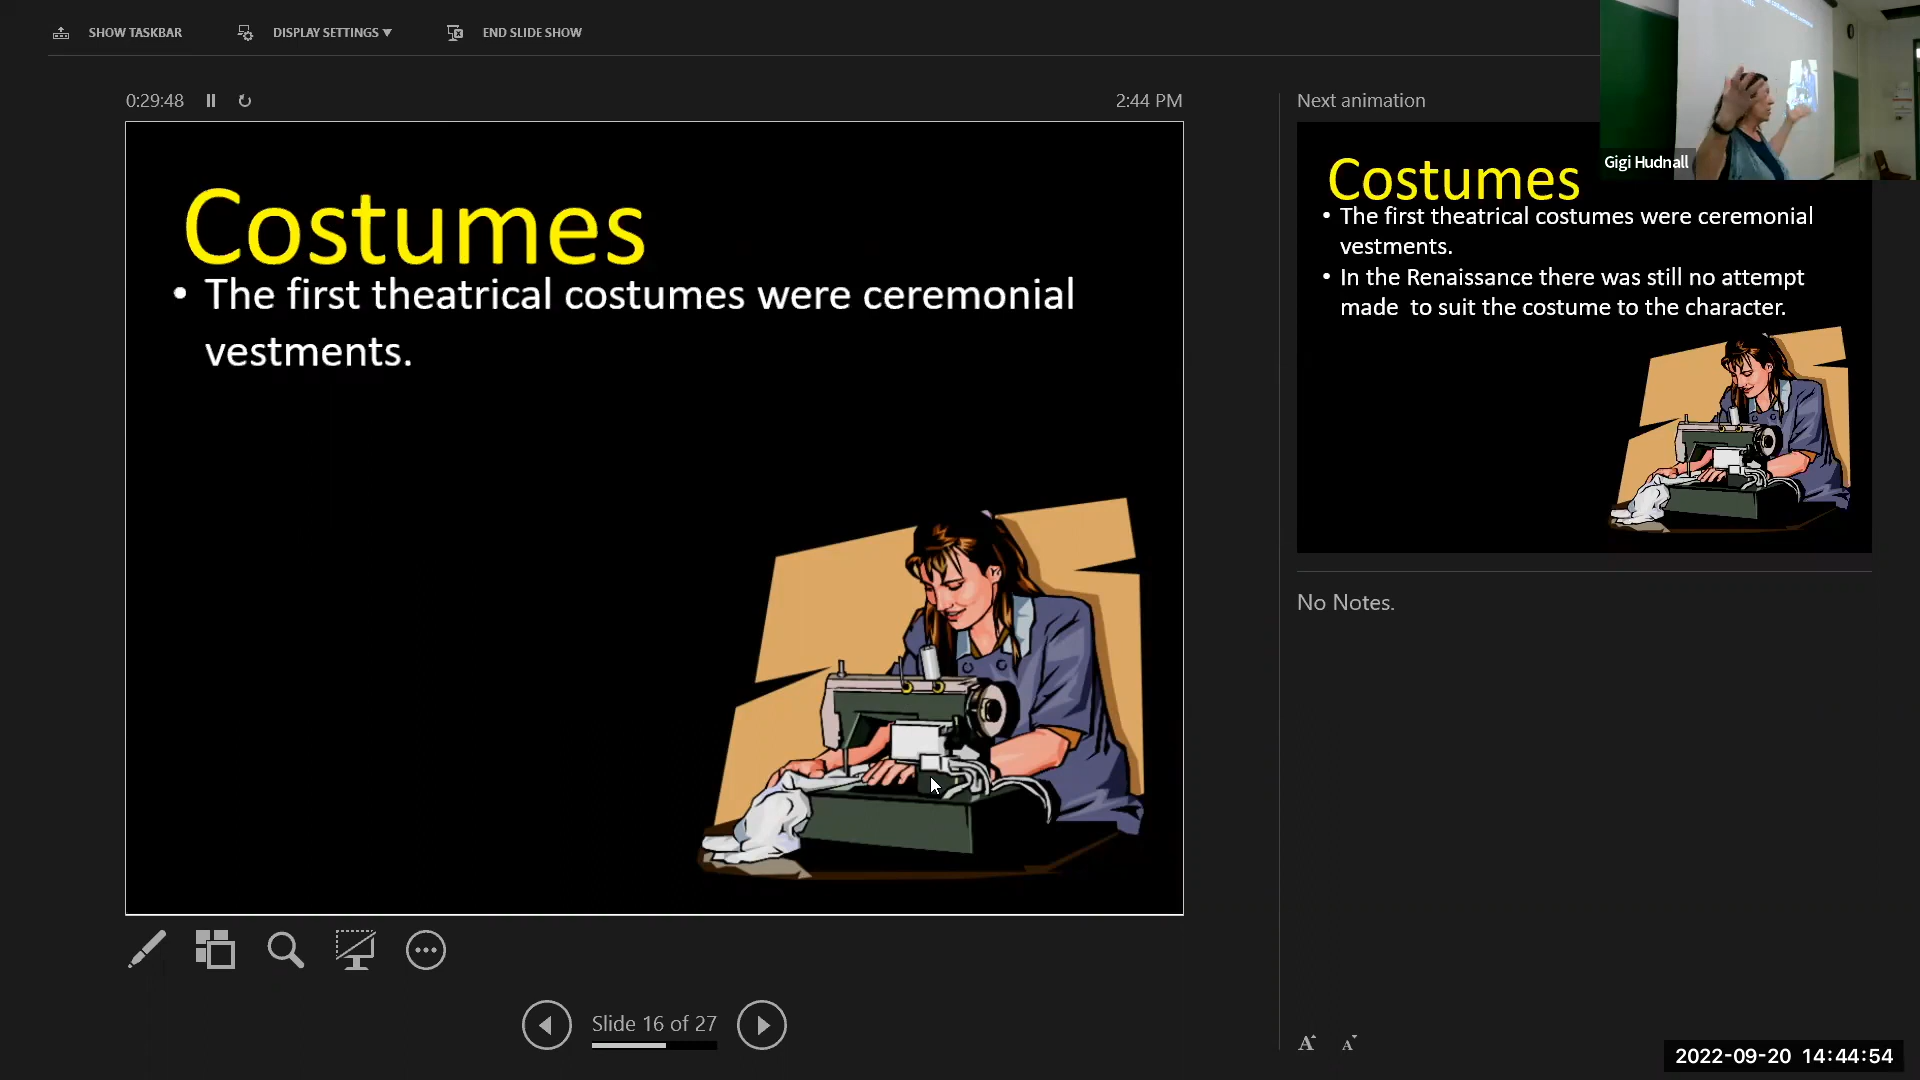 SHOW TASKBAR
DISPLAY SETTINGS ▼
END SLIDE SHOW
0:29:48
2:44 PM
Costumes
• The first theatrical costumes were ceremonial
vestments.
Slide 16 of 27
Next animation
Gigi Hudnall
Costumes
• The first theatrical costumes were ceremonial
vestments.
• In the Renaissance there was still no attempt
made  to suit the costume to the character.
No Notes.
A A
2022-09-20 14:44:54